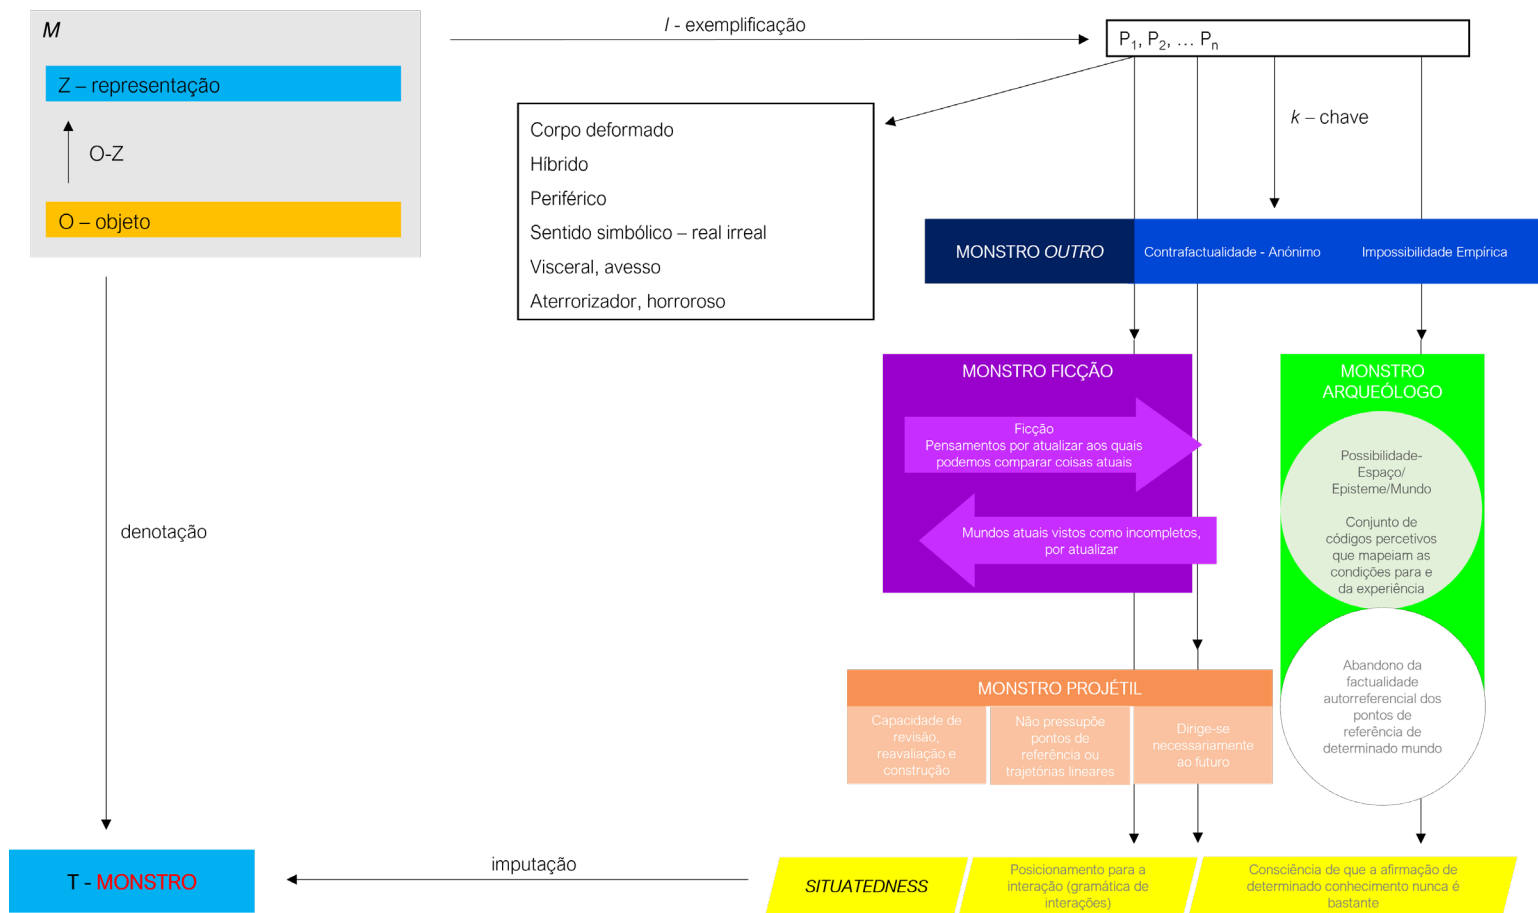 M
Z – representação
O-Z
O – objeto
I - exemplificação
P1, P2, … Pn
k – chave
Corpo deformado
Híbrido
Periférico
Sentido simbólico – real irreal
Visceral, avesso
Aterrorizador, horroroso
MONSTRO OUTRO
Contrafactualidade - Anónimo
Impossibilidade Empírica
MONSTRO FICÇÃO
Ficção
Pensamentos por atualizar aos quais
podemos comparar coisas atuais
Mundos atuais vistos como incompletos,
por atualizar
MONSTRO
ARQUEÓLOGO
Possibilidade-
Espaço/
Episteme/Mundo
Conjunto de
códigos percetivos
que mapeiam as
condições para e
da experiência
Abandono da
factualidade
autorreferencial dos
pontos de
referência de
determinado mundo
denotação
MONSTRO PROJÉTIL
Capacidade de
revisão,
reavaliação e
construção
Não pressupõe
pontos de
referência ou
trajetórias lineares
Dirige-se
necessariamente
ao futuro
T - MONSTRO
imputação
SITUATEDNESS
Posicionamento para a
interação (gramática de
interações)
Consciência de que a afirmação de
determinado conhecimento nunca é
bastante